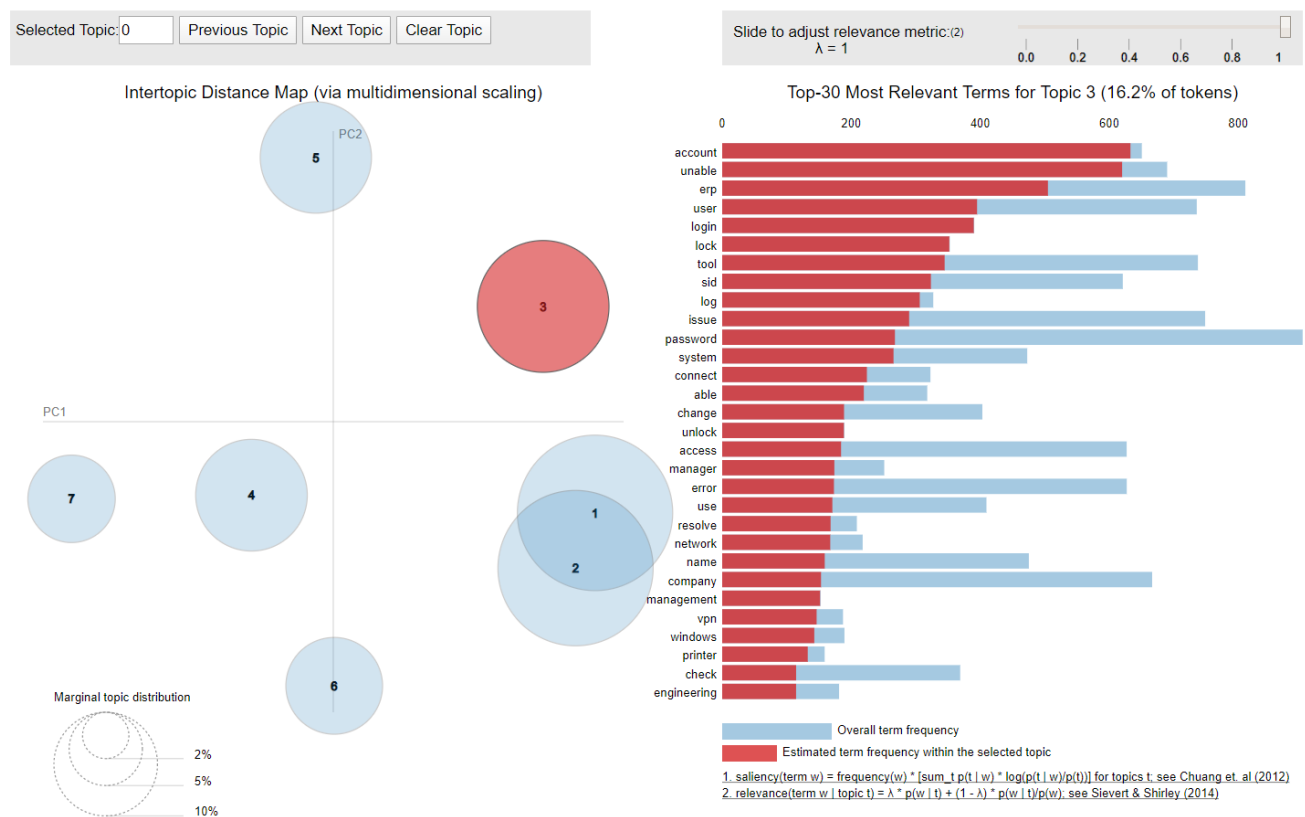 Selected Topic: 0 Previous Topic Next Topic Clear Topic
Slide to adjust relevance metric:(2)
λ = 1
0.0 0.2 0.4 0.6 0.8 1
Intertopic Distance Map (via multidimensional scaling)
PC2
5
3
PC1
7
4
1
2
6
Marginal topic distribution
2%
5%
10%
Top-30 Most Relevant Terms for Topic 3 (16.2% of tokens)
0 200 400 600 800
account
unable
erp
user
login
lock
tool
sid
log
issue
password
system
connect
able
change
unlock
access
manager
error
use
resolve
network
name
company
management
vpn
windows
printer
check
engineering
Overall term frequency
Estimated term frequency within the selected topic
1. saliency(term w) = frequency(w) * [sum_t p(t | w) * log(p(t | w)/p(t))] for topics t; see Chuang et. al (2012)
2. relevance(term w | topic t) = λ * p(w | t) + (1 - λ) * p(w | t)/p(w); see Sievert & Shirley (2014)